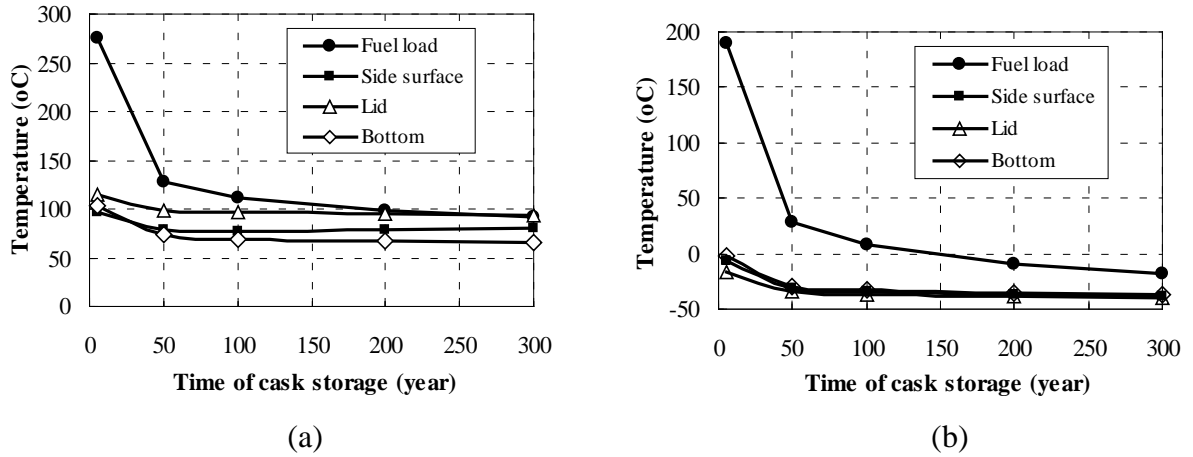 300
250
200
150
100
50
0
Temperature (oC)
Fuel load
Side surface
Lid
Bottom
0 50 100 150 200 250 300
Time of cask storage (year)
(a)
200
150
100
50
0
-50
Temperature (oC)
Fuel load
Side surface
Lid
Bottom
0 50 100 150 200 250 300
Time of cask storage (year)
(b)